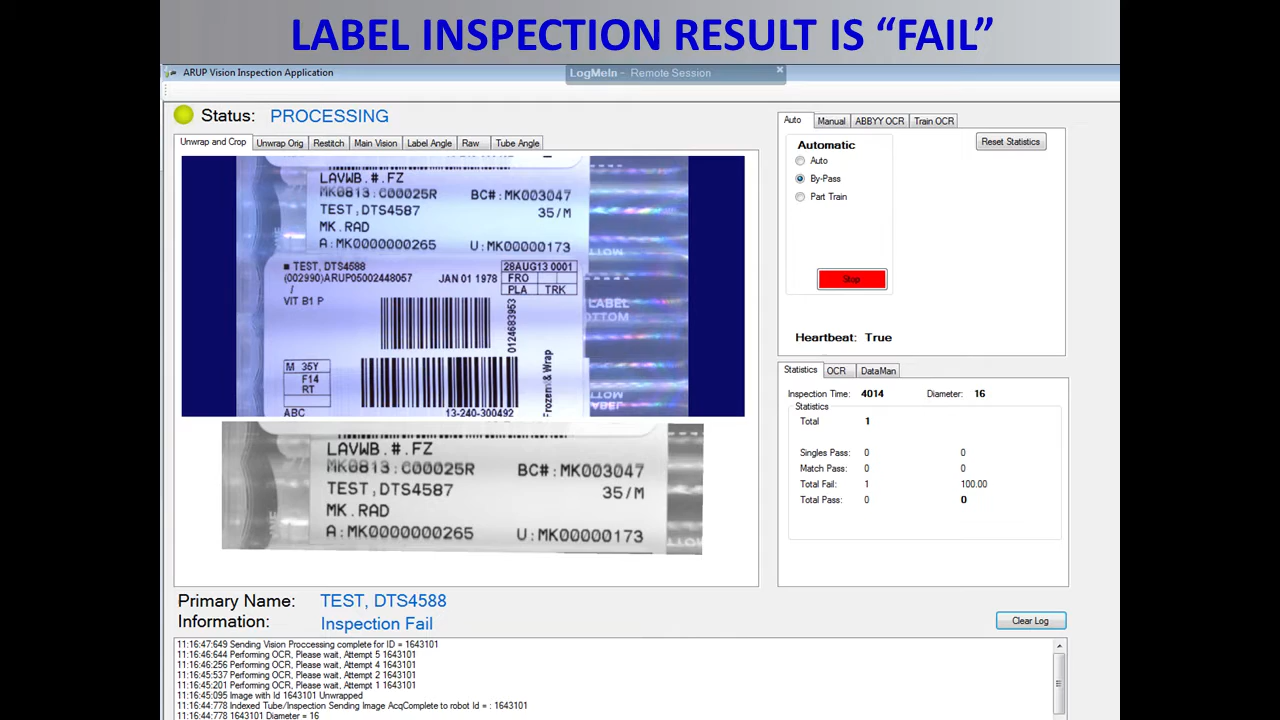 LABEL INSPECTION RESULT IS “FAIL”
ARUP Vision Inspection Application
LogMeIn - Remote Session
Status: PROCESSING
Unwrap and Crop Unwrap Orig Restitch Main Vision Label Angle Raw Tube Angle
LAVWB.#.FZ
MK0813:C00025R BC#:MK003047
TEST,DTS4587 35/M
MK.RAD
A:MK0000000265 U:MK00000173
■ TEST, DTS4588 28AUG13 0001
(002990)ARUP05002448057 JAN 01 1978 FRO
/ PLA TRK
VIT B1 P
LABEL
BOTTOM
0124683953
M 35Y
F14
RT
Frozen & Wrap
ABC 13-240-300492
LABEL
LAVWB.#.FZ
MK0813:C00025R BC#:MK003047
TEST,DTS4587 35/M
MK.RAD
A:MK0000000265 U:MK00000173
Auto Manual ABBYY OCR Train OCR
Automatic
Auto
By-Pass
Part Train
Stop
Reset Statistics
Heartbeat: True
Statistics OCR DataMan
Inspection Time: 4014 Diameter: 16
Statistics
Total 1
Singles Pass: 0 0
Match Pass: 0 0
Total Fail: 1 100.00
Total Pass: 0 0
Primary Name: TEST, DTS4588
Information: Inspection Fail
Clear Log
11:16:47:649 Sending Vision Proccessing complete for ID = 1643101
11:16:46:644 Performing OCR, Please wait, Attempt 5 1643101
11:16:46:256 Performing OCR, Please wait, Attempt 4 1643101
11:16:45:537 Performing OCR, Please wait, Attempt 2 1643101
11:16:45:201 Performing OCR, Please wait, Attempt 1 1643101
11:16:45:095 Image with Id 1643101 Unwrapped
11:16:44:778 Indexed Tube/Inspection Sending Image AcqComplete to robot Id = : 1643101
11:16:44:778 1643101 Diameter = 16